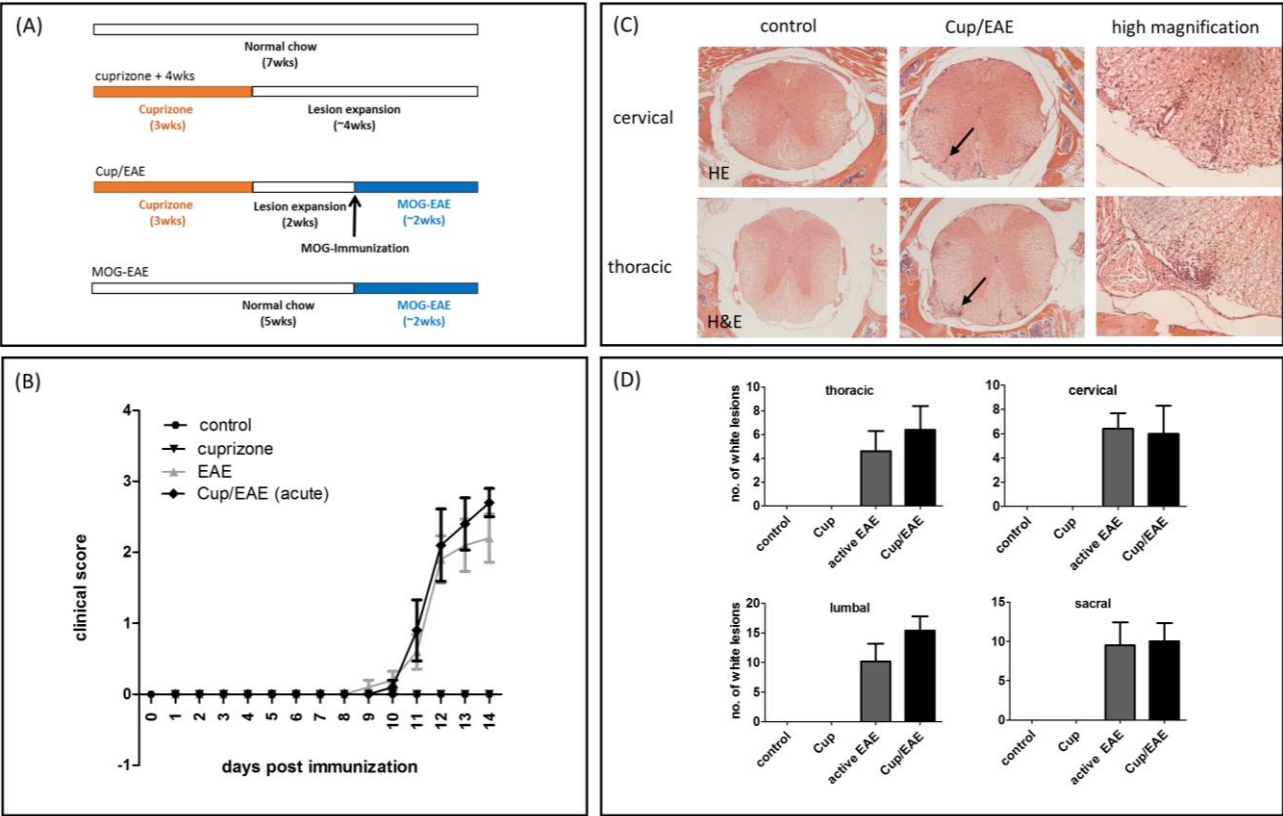 (A)
Normal chow
(7wks)
cuprizone + 4wks
Cuprizone
(3wks)
Lesion expansion
(~4wks)
Cup/EAE
Cuprizone
(3wks)
Lesion expansion
(2wks)
MOG-EAE
(~2wks)
MOG-Immunization
MOG-EAE
Normal chow
(5wks)
MOG-EAE
(~2wks)
(B)
4
3
2
1
0
-1
clinical score
control
cuprizone
EAE
Cup/EAE (acute)
0 1 2 3 4 5 6 7 8 9 10 11 12 13 14
days post immunization
(C)
control Cup/EAE high magnification
cervical
HE
thoracic
H&E
(D)
thoracic
no. of white lesions
10
8
6
4
2
0
control Cup active EAE Cup/EAE
cervical
10
8
6
4
2
0
control Cup active EAE Cup/EAE
lumbal
no. of white lesions
20
15
10
5
0
control Cup active EAE Cup/EAE
sacral
15
10
5
0
control Cup active EAE Cup/EAE